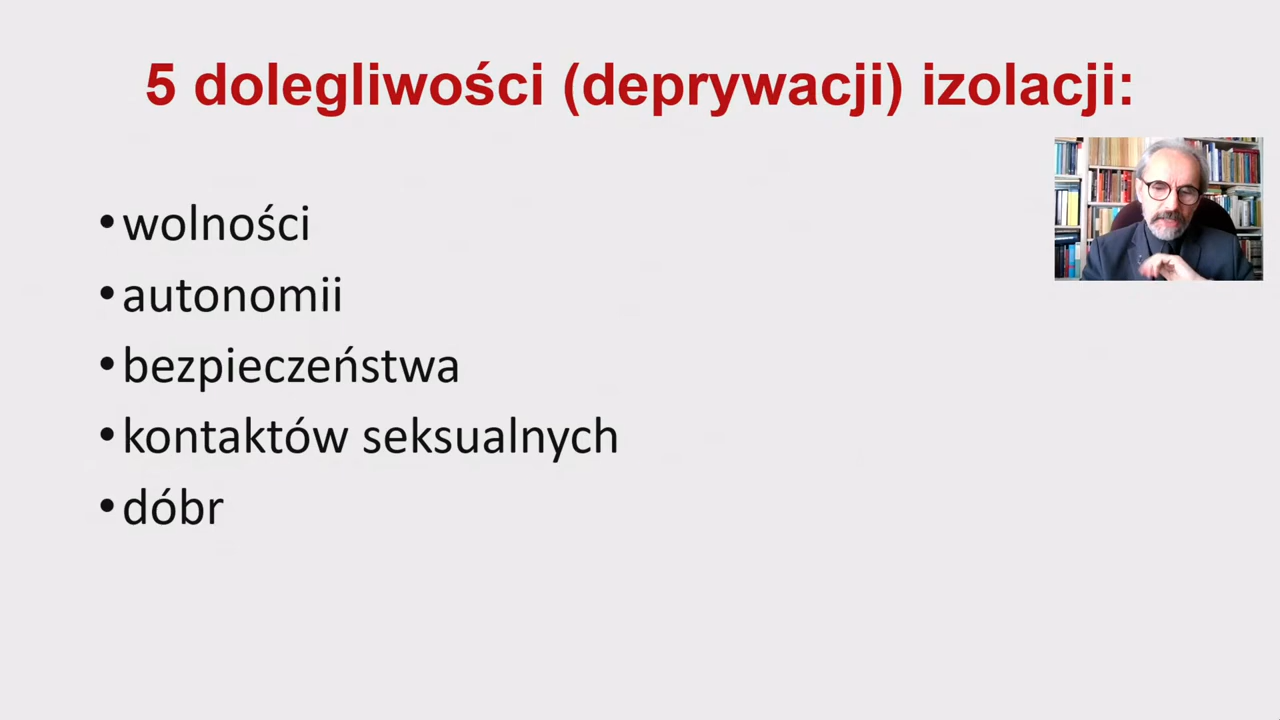 5 dolegliwości (deprywacji) izolacji:
•wolności
•autonomii
•bezpieczeństwa
•kontaktów seksualnych
•dóbr